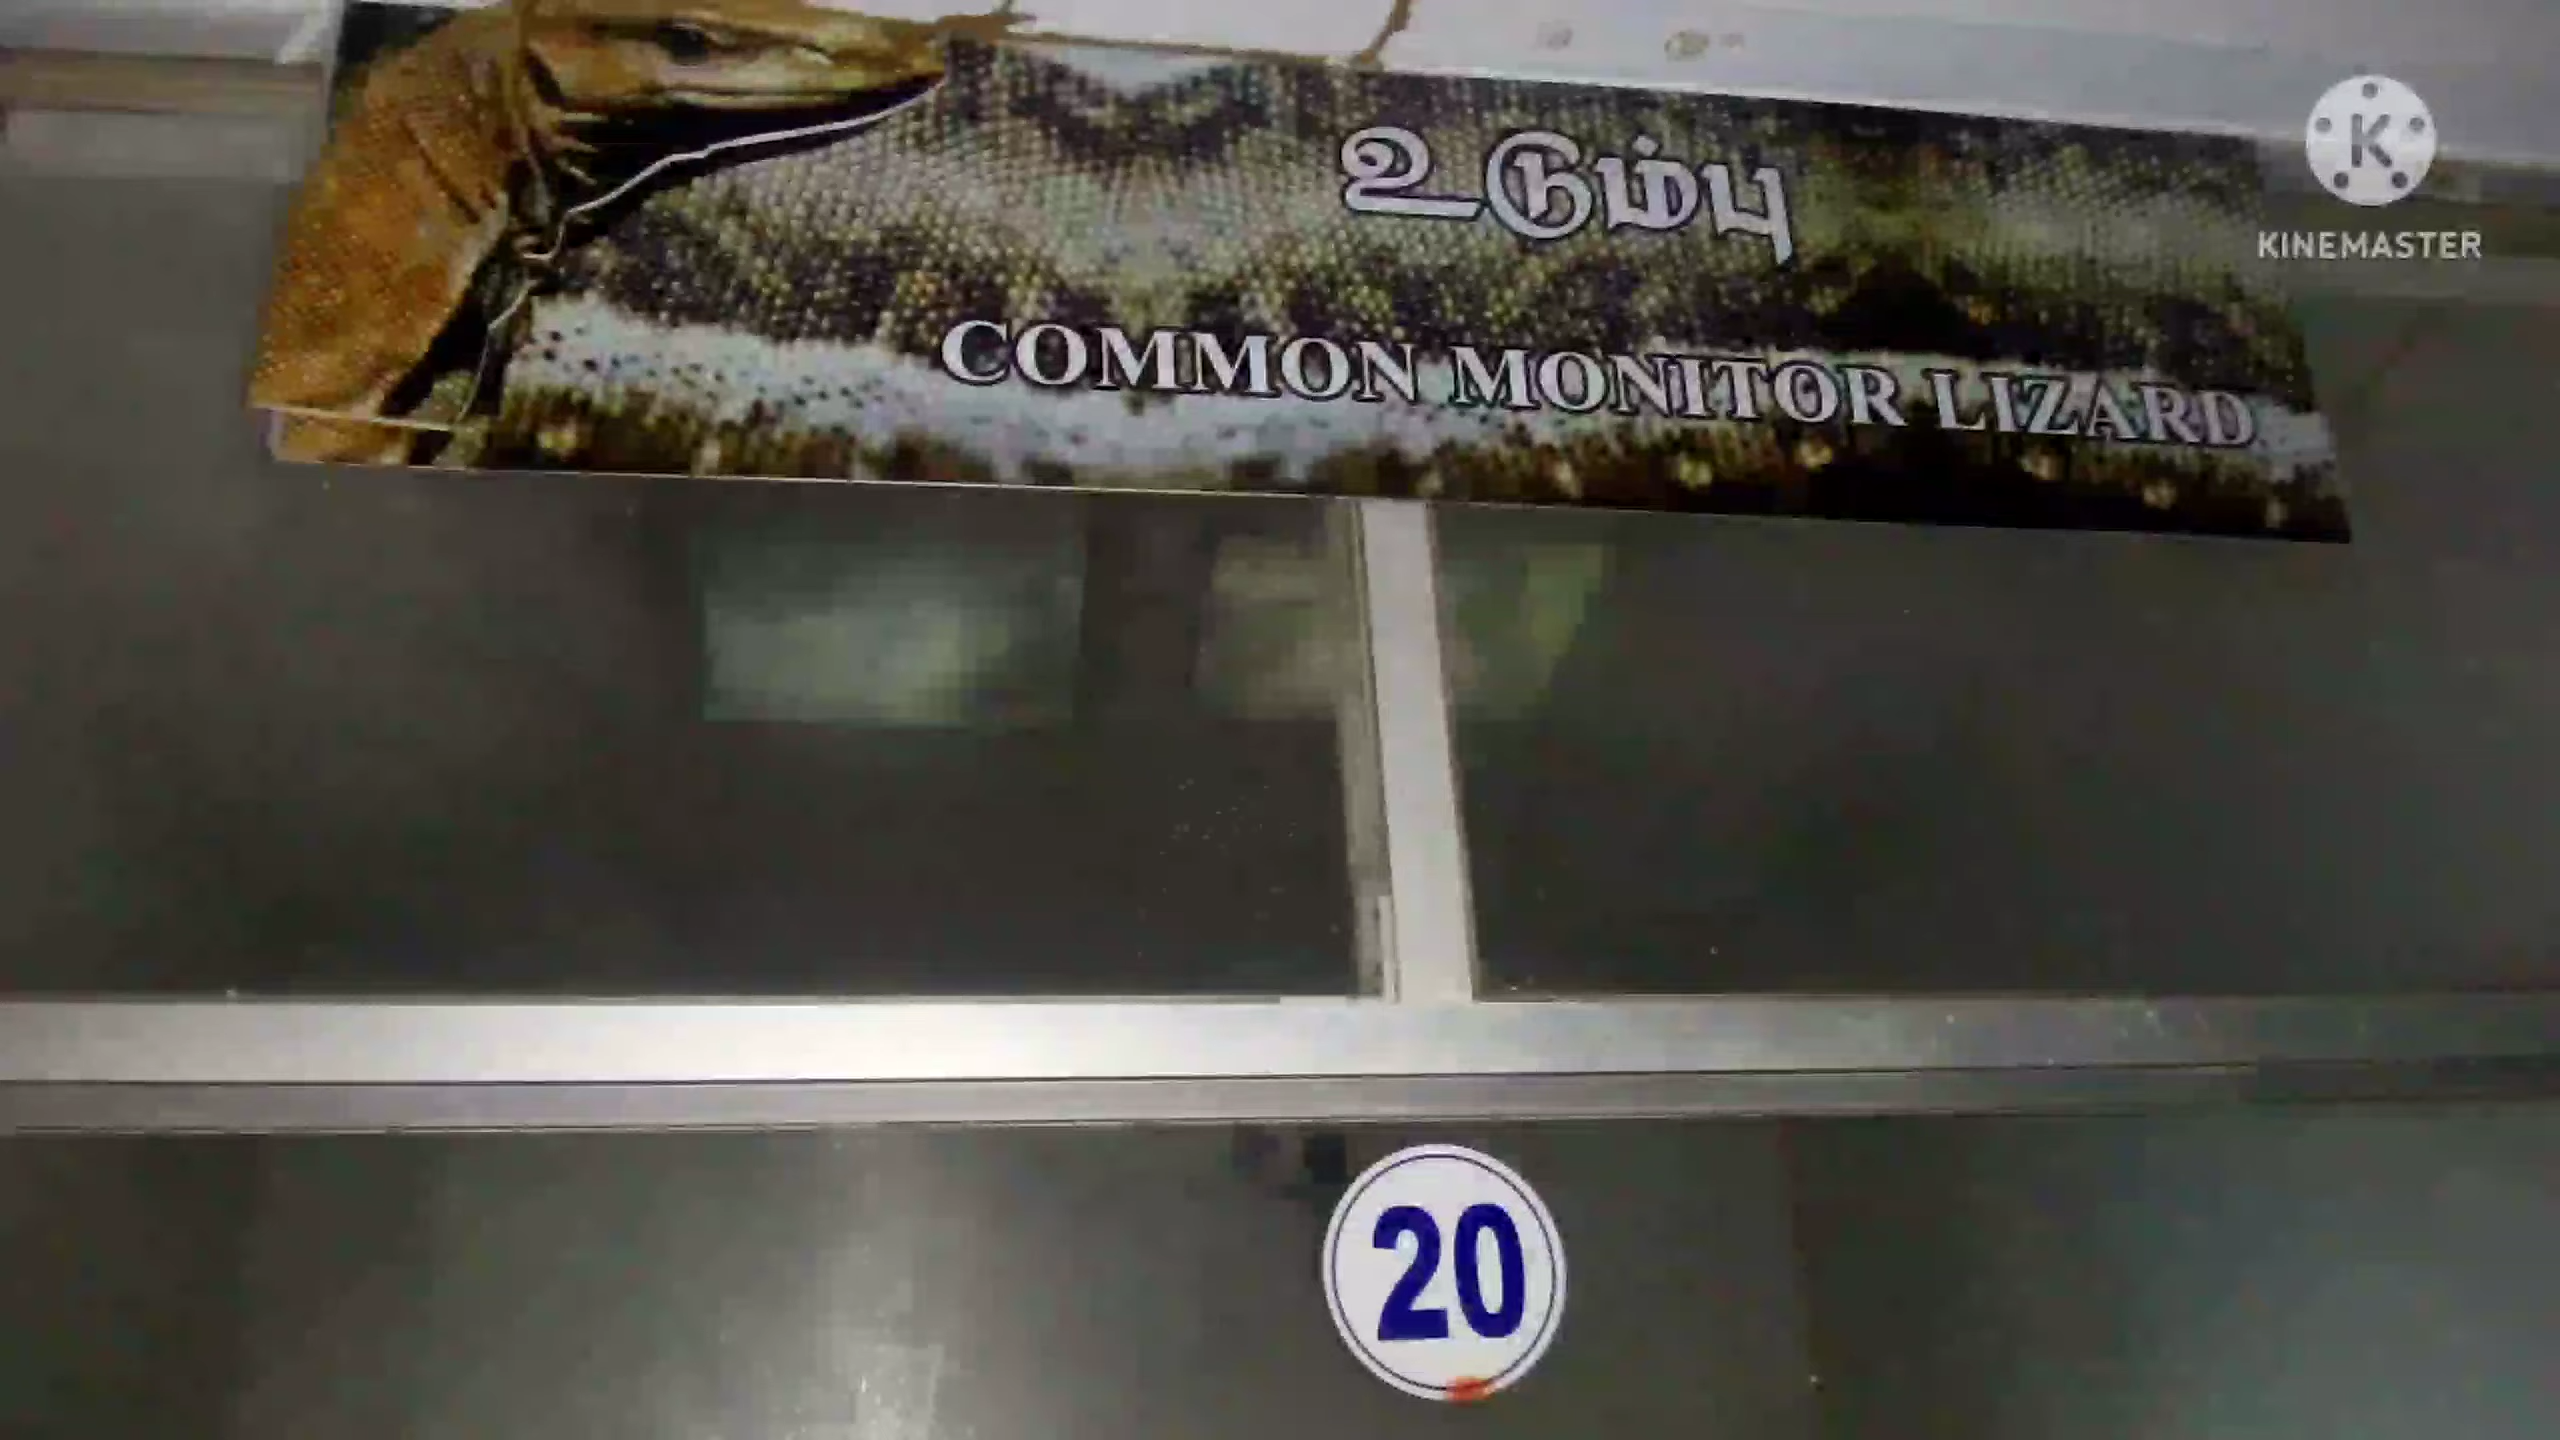 உடும்பு
COMMON MONITOR LIZARD
K
KINEMASTER
20